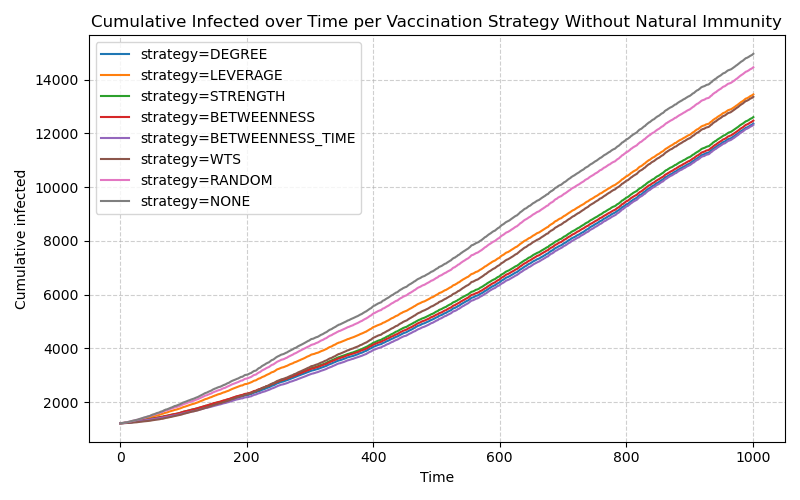 Cumulative Infected over Time per Vaccination Strategy Without Natural Immunity
strategy=DEGREE
strategy=LEVERAGE
strategy=STRENGTH
strategy=BETWEENNESS
strategy=BETWEENNESS_TIME
strategy=WTS
strategy=RANDOM
strategy=NONE
Cumulative infected
14000
12000
10000
8000
6000
4000
2000
0 200 400 600 800 1000
Time